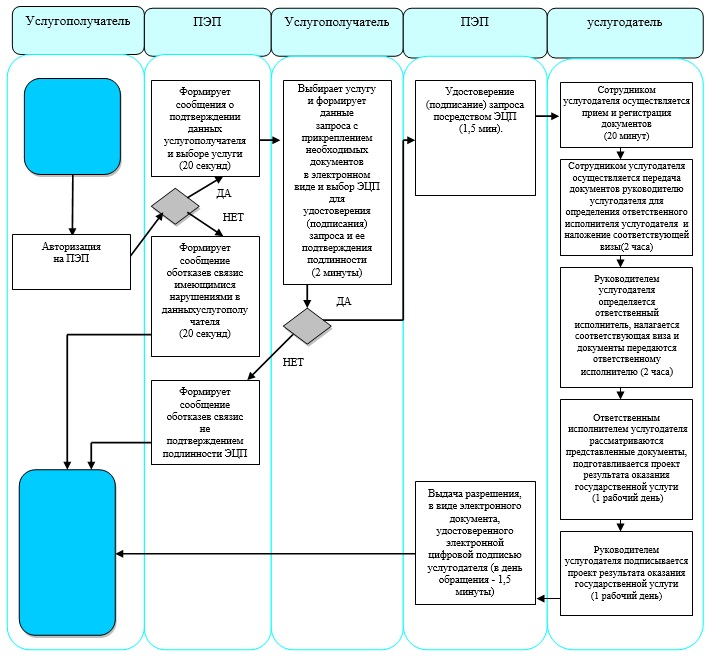 Услугополучатель
ПЭП
Услугополучатель
ПЭП
услугодатель
Авторизация
на ПЭП
Формирует
сообщения о
подтверждении
данных
услугополучателя
и выборе услуги
(20 секунд)
ДА
НЕТ
Формирует
сообщение
оботказев связис
имеющимися
нарушениями в
данныхуслугополу
чателя
(20 секунд)
Формирует
сообщение
оботказев связис
не
подтверждением
подлинности ЭЦП
Выбирает услугу
и формирует
данные
запроса с
прикреплением
необходимых
документов
в электронном
виде и выбор ЭЦП
для
удостоверения
(подписания)
запроса и ее
подтверждения
подлинности
(2 минуты)
ДА
НЕТ
Удостоверение
(подписание) запроса
посредством ЭЦП
(1,5 мин).
Выдача разрешения,
в виде электронного
документа,
удостоверенного
электронной
цифровой подписью
услугодателя (в день
обращения - 1,5
минуты)
Сотрудником
услугодателя осуществляется
прием и регистрация
документов
(20 минут)
Сотрудником услугодателя
осуществляется передача
документов руководителю
услугодателя для
определения ответственного
исполнителя услугодателя и
наложение соответствующей
визы(2 часа)
Руководителем
услугодателя
определяется
ответственный
исполнитель, налагается
соответствующая виза и
документы передаются
ответственному
исполнителю (2 часа)
Ответственным
исполнителем услугодателя
рассматриваются
представленные документы,
подготавливается проект
результата оказания
государственной услуги
(1 рабочий день)
Руководителем
услугодателя подписывается
проект результата оказания
государственной услуги
(1 рабочий день)